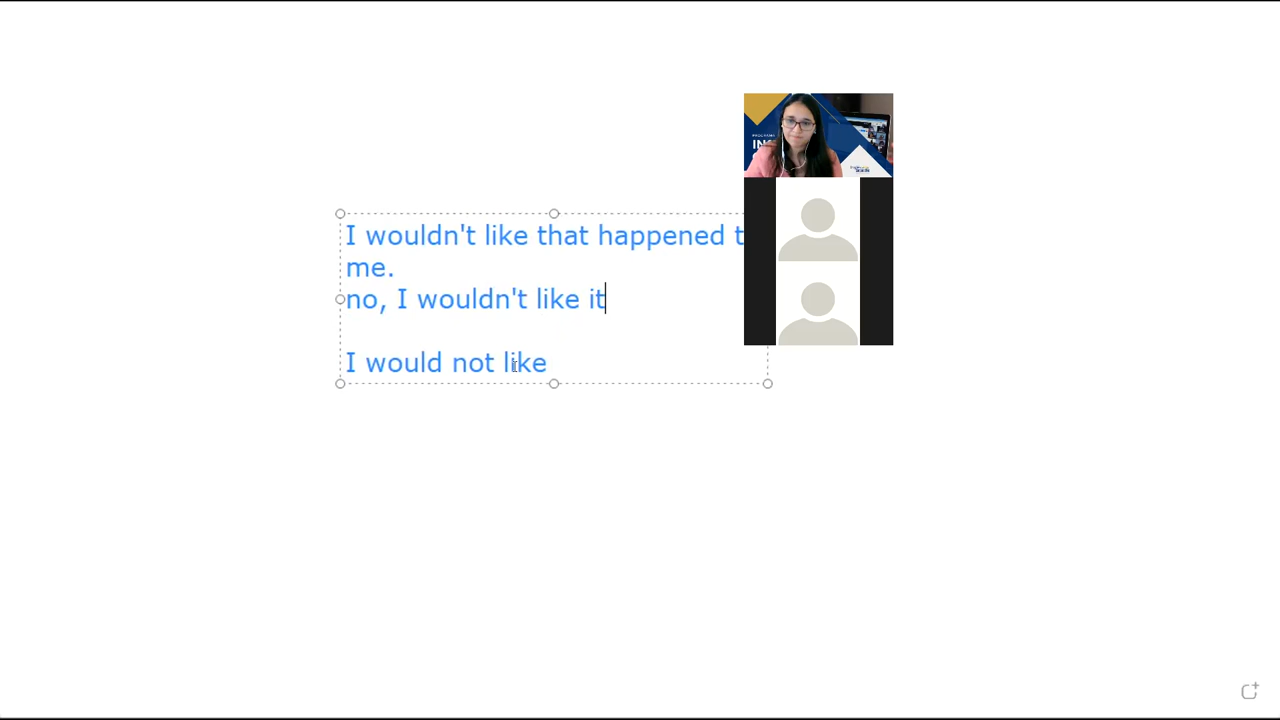 I wouldn't like that happened t
me.
no, I wouldn't like it
I would not like